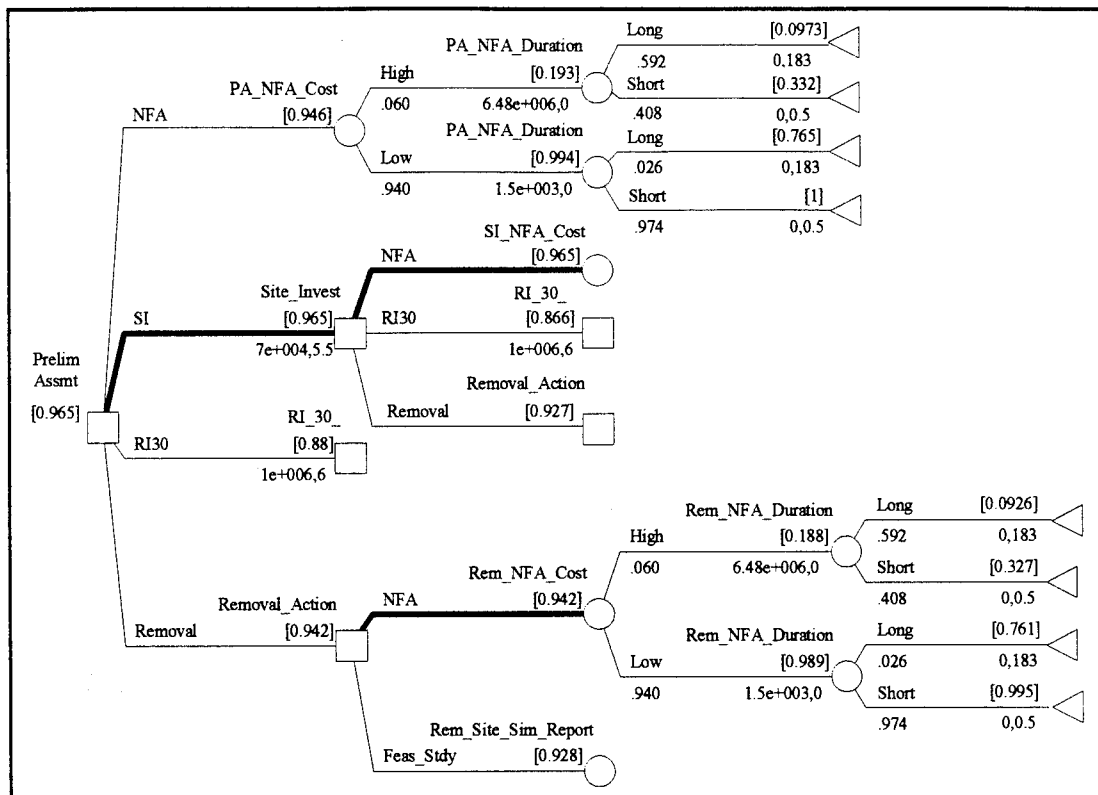 Long [0.0973]
PA_NFA_Duration
.592 0,183
High [0.193]
Short [0.332]
PA_NFA_Cost
.060 6.48e+006,0
.408 0,0.5
NFA [0.946]
PA_NFA_Duration
Long [0.765]
Low [0.994]
.026 0,183
.940 1.5e+003,0
Short [1]
.974 0,0.5
SI_NFA_Cost
NFA [0.965]
Site_Invest
RI_30_
SI [0.965]
RI30 [0.866]
7e+004,5.5
1e+006,6
Prelim
Assmt
Removal_Action
[0.965]
Removal [0.927]
RI_30_
RI30 [0.88]
1e+006,6
Long [0.0926]
Rem_NFA_Duration
.592 0,183
High [0.188]
Short [0.327]
Rem_NFA_Cost
.060 6.48e+006,0
.408 0,0.5
Removal_Action
NFA [0.942]
Rem_NFA_Duration
Long [0.761]
Removal [0.942]
Low [0.989]
.026 0,183
.940 1.5e+003,0
Short [0.995]
.974 0,0.5
Rem_Site_Sim_Report
Feas_Stdy [0.928]